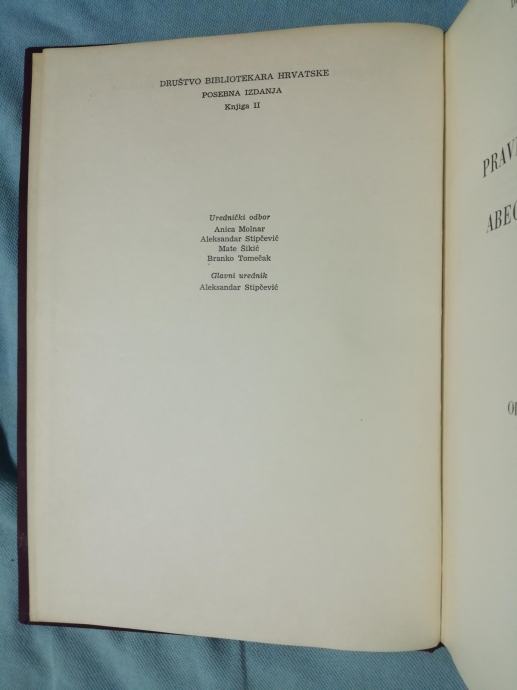 DRUŠTVO BIBLIOTEKARA HRVATSKE
POSEBNA IZDANJA
Knjiga II
Urednički odbor
Anica Molnar
Aleksandar Stipčević
Mate Šikić
Branko Tomečak
Glavni urednik
Aleksandar Stipčević